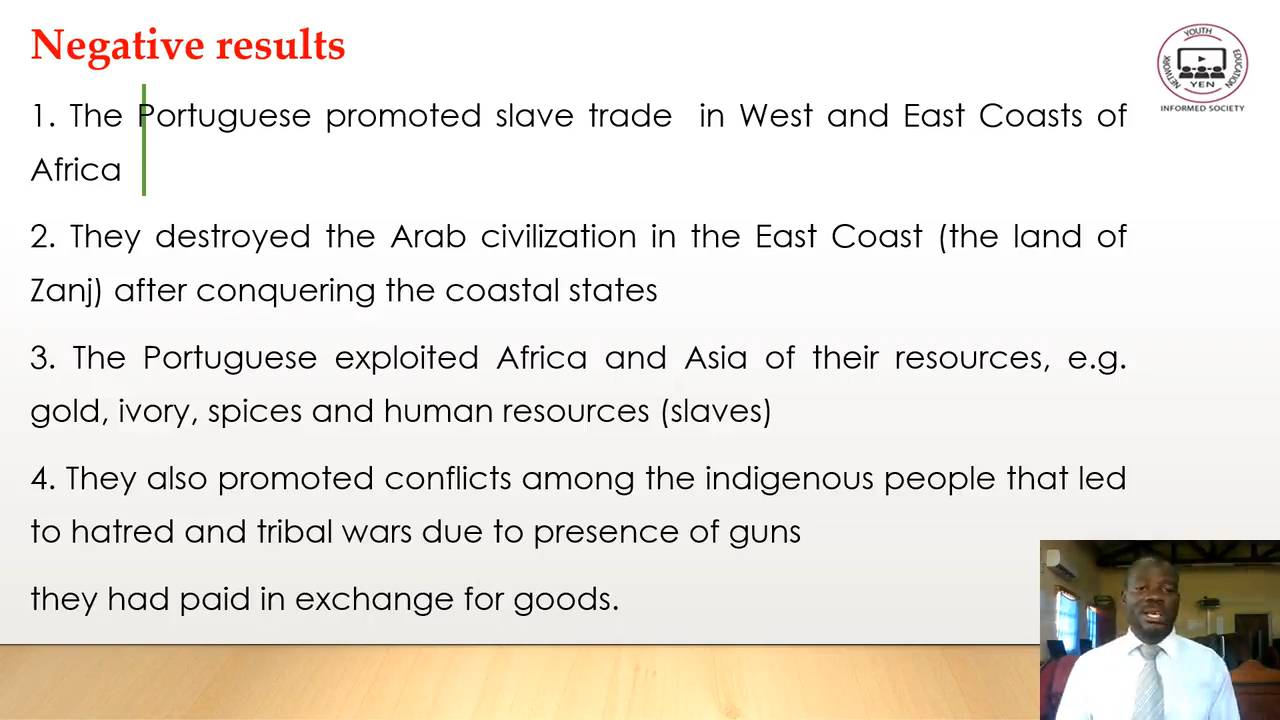 Negative results
1. The Portuguese promoted slave trade in West and East Coasts of
Africa
2. They destroyed the Arab civilization in the East Coast (the land of
Zanj) after conquering the coastal states
3. The Portuguese exploited Africa and Asia of their resources, e.g.
gold, ivory, spices and human resources (slaves)
4. They also promoted conflicts among the indigenous people that led
to hatred and tribal wars due to presence of guns
they had paid in exchange for goods.
YOUTH
EDUCATION
NETWORK
YEN
INFORMED SOCIETY